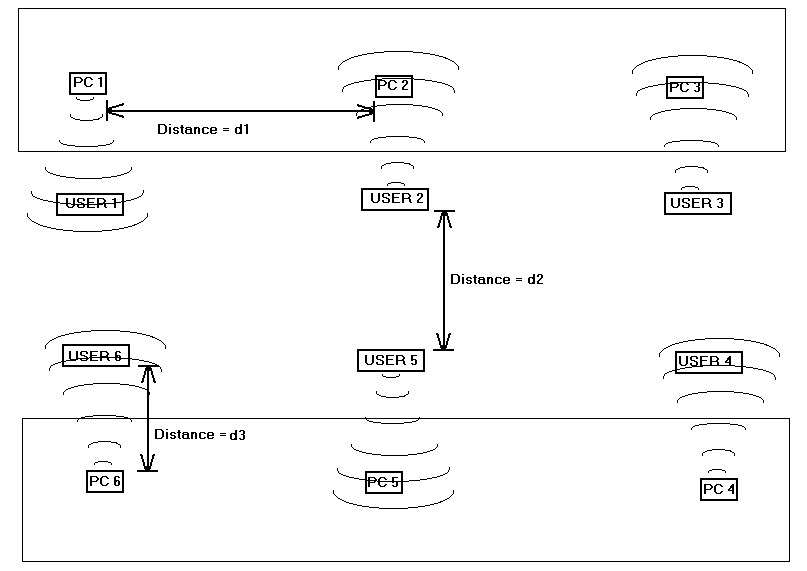 PC 1
PC 2
PC 3
Distance = d1
USER 1
USER 2
USER 3
Distance = d2
USER 6
USER 5
USER 4
Distance = d3
PC 6
PC 5
PC 4